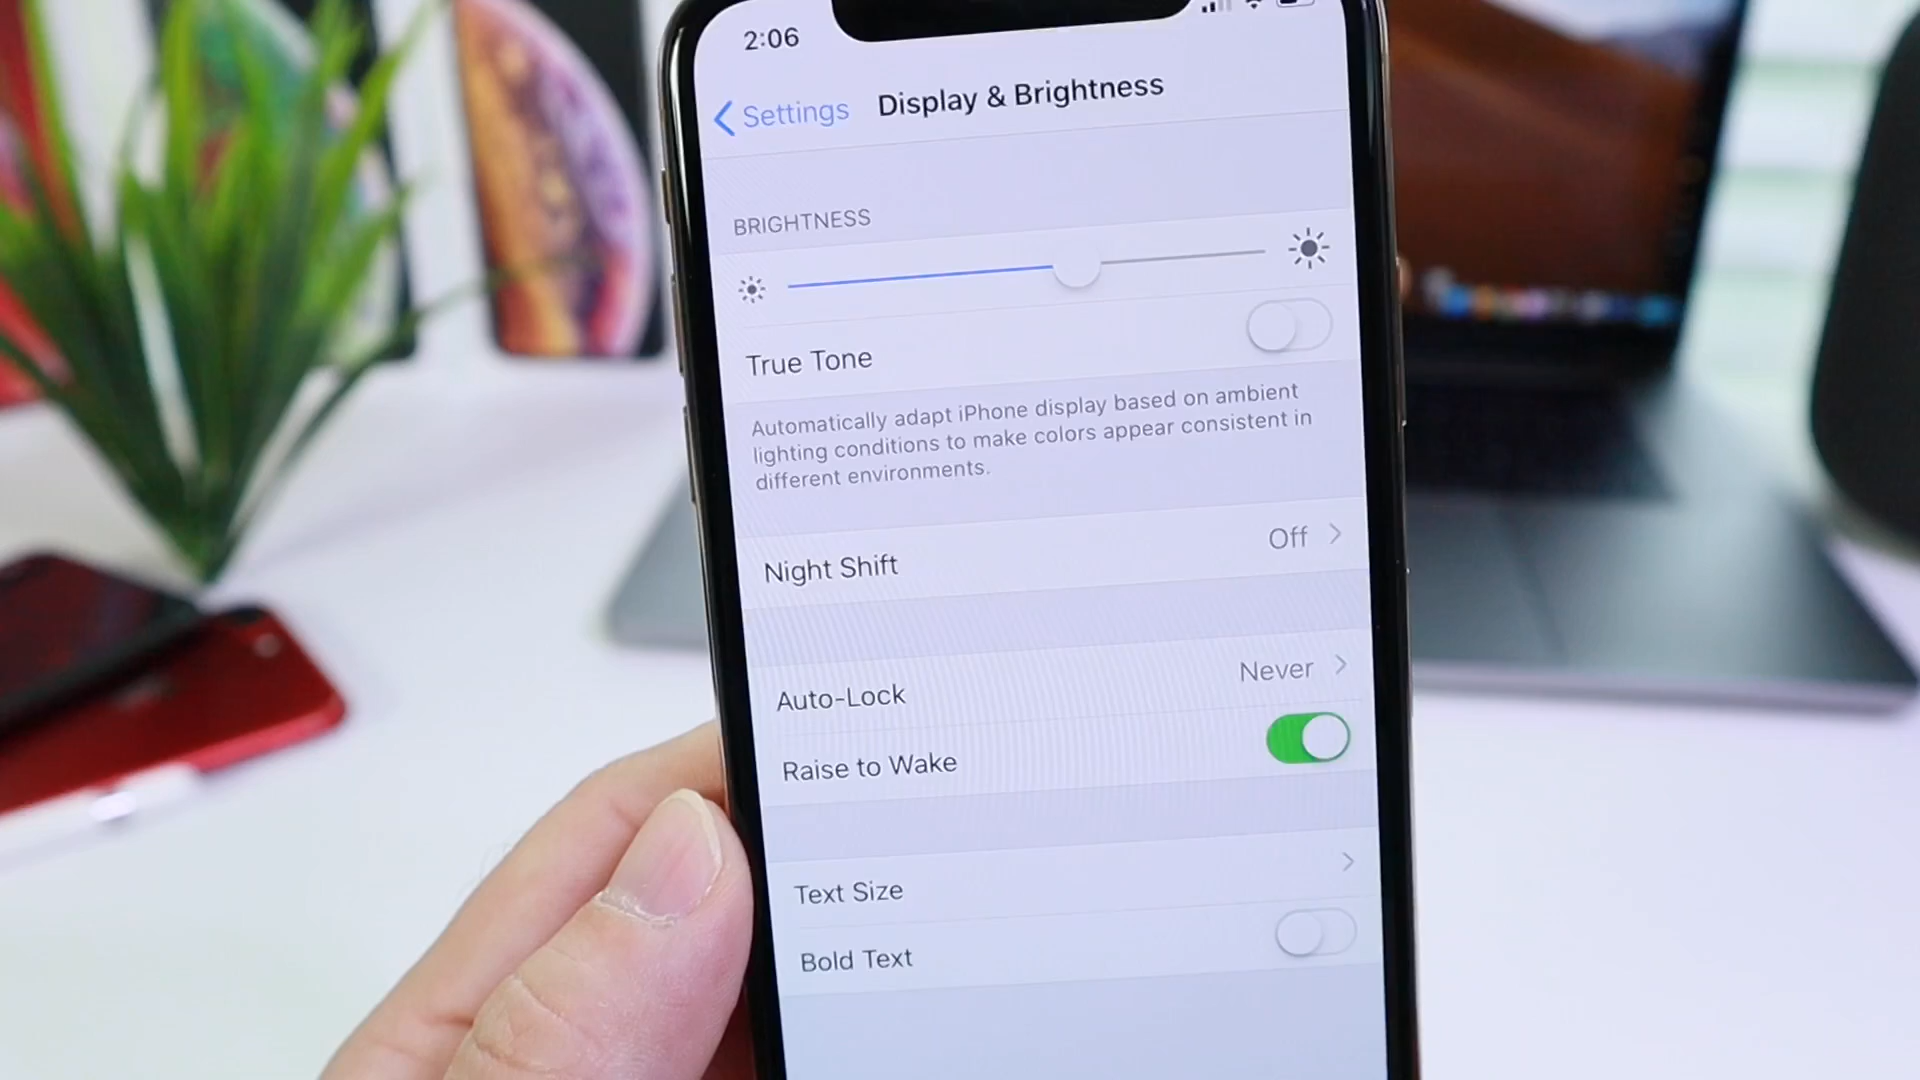 2:06
Settings
Display & Brightness
BRIGHTNESS
True Tone
Automatically adapt iPhone display based on ambient
lighting conditions to make colors appear consistent in
different environments.
Night Shift
Off
Auto-Lock
Never
Raise to Wake
Text Size
Bold Text